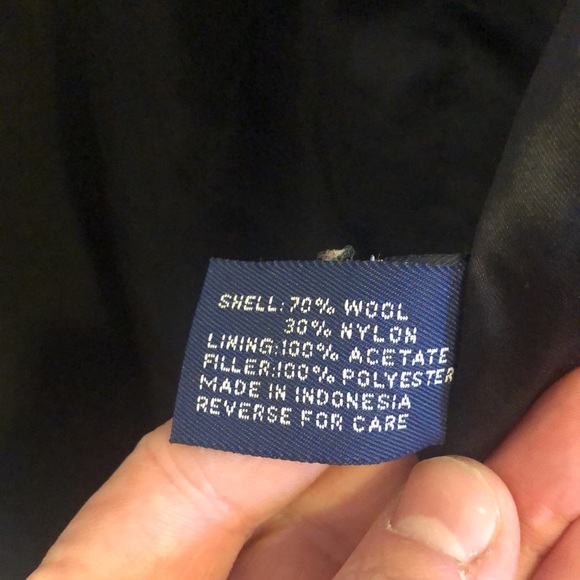 SHELL: 70% WOOL
30% NYLON
LINING:100% ACETATE
FILLER:100% POLYESTER
MADE IN INDONESIA
REVERSE FOR CARE